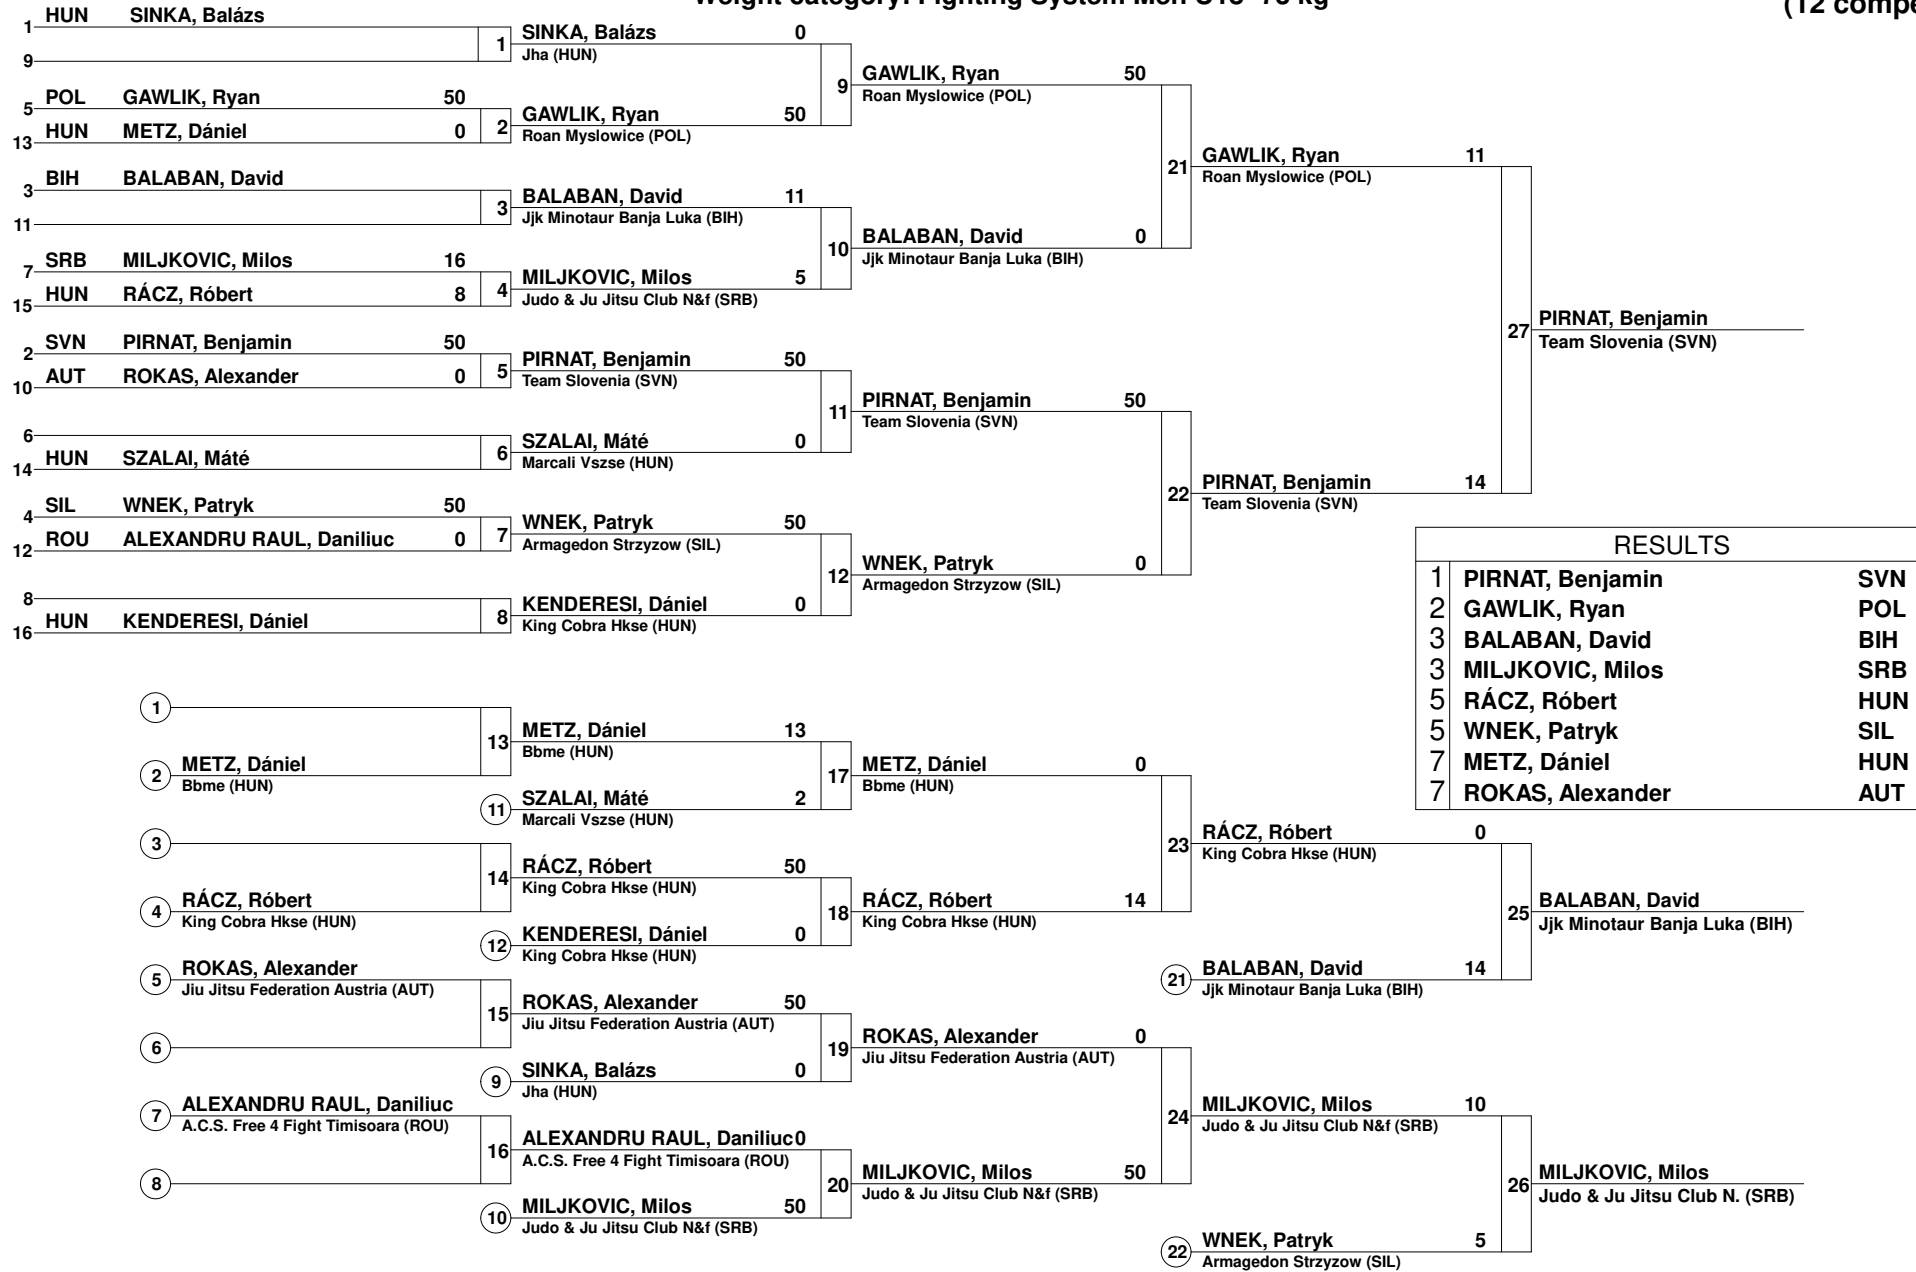 Weight category: Fighting System Men U18 -73 kg
(12 compe
1 HUN SINKA, Balázs
9
1 SINKA, Balázs 0
Jha (HUN)
5 POL GAWLIK, Ryan 50
13 HUN METZ, Dániel 0
2 GAWLIK, Ryan 50
Roan Myslowice (POL)
9 GAWLIK, Ryan 50
Roan Myslowice (POL)
3 BIH BALABAN, David
11
3 BALABAN, David 11
Jjk Minotaur Banja Luka (BIH)
7 SRB MILJKOVIC, Milos 16
15 HUN RÁCZ, Róbert 8
4 MILJKOVIC, Milos 5
Judo & Ju Jitsu Club N&f (SRB)
10 BALABAN, David 0
Jjk Minotaur Banja Luka (BIH)
21 GAWLIK, Ryan 11
Roan Myslowice (POL)
2 SVN PIRNAT, Benjamin 50
10 AUT ROKAS, Alexander 0
5 PIRNAT, Benjamin 50
Team Slovenia (SVN)
6
14 HUN SZALAI, Máté
6 SZALAI, Máté 0
Marcali Vszse (HUN)
11 PIRNAT, Benjamin 50
Team Slovenia (SVN)
4 SIL WNEK, Patryk 50
12 ROU ALEXANDRU RAUL, Daniliuc 0
7 WNEK, Patryk 50
Armagedon Strzyzow (SIL)
8
16 HUN KENDERESI, Dániel
8 KENDERESI, Dániel 0
King Cobra Hkse (HUN)
12 WNEK, Patryk 0
Armagedon Strzyzow (SIL)
22 PIRNAT, Benjamin 14
Team Slovenia (SVN)
27 PIRNAT, Benjamin
Team Slovenia (SVN)
RESULTS
1 PIRNAT, Benjamin SVN
2 GAWLIK, Ryan POL
3 BALABAN, David BIH
3 MILJKOVIC, Milos SRB
5 RÁCZ, Róbert HUN
5 WNEK, Patryk SIL
7 METZ, Dániel HUN
7 ROKAS, Alexander AUT
1
2 METZ, Dániel
Bbme (HUN)
13 METZ, Dániel 13
Bbme (HUN)
11 SZALAI, Máté 2
Marcali Vszse (HUN)
17 METZ, Dániel 0
Bbme (HUN)
3
4 RÁCZ, Róbert
King Cobra Hkse (HUN)
14 RÁCZ, Róbert 50
King Cobra Hkse (HUN)
12 KENDERESI, Dániel 0
King Cobra Hkse (HUN)
18 RÁCZ, Róbert 14
King Cobra Hkse (HUN)
23 RÁCZ, Róbert 0
King Cobra Hkse (HUN)
21 BALABAN, David 14
Jjk Minotaur Banja Luka (BIH)
25 BALABAN, David
Jjk Minotaur Banja Luka (BIH)
5 ROKAS, Alexander
Jiu Jitsu Federation Austria (AUT)
6
15 ROKAS, Alexander 50
Jiu Jitsu Federation Austria (AUT)
9 SINKA, Balázs 0
Jha (HUN)
19 ROKAS, Alexander 0
Jiu Jitsu Federation Austria (AUT)
7 ALEXANDRU RAUL, Daniliuc
A.C.S. Free 4 Fight Timisoara (ROU)
8
16 ALEXANDRU RAUL, Daniliuc 0
A.C.S. Free 4 Fight Timisoara (ROU)
10 MILJKOVIC, Milos 50
Judo & Ju Jitsu Club N&f (SRB)
20 MILJKOVIC, Milos 50
Judo & Ju Jitsu Club N&f (SRB)
24 MILJKOVIC, Milos 10
Judo & Ju Jitsu Club N&f (SRB)
22 WNEK, Patryk 5
Armagedon Strzyzow (SIL)
26 MILJKOVIC, Milos
Judo & Ju Jitsu Club N. (SRB)